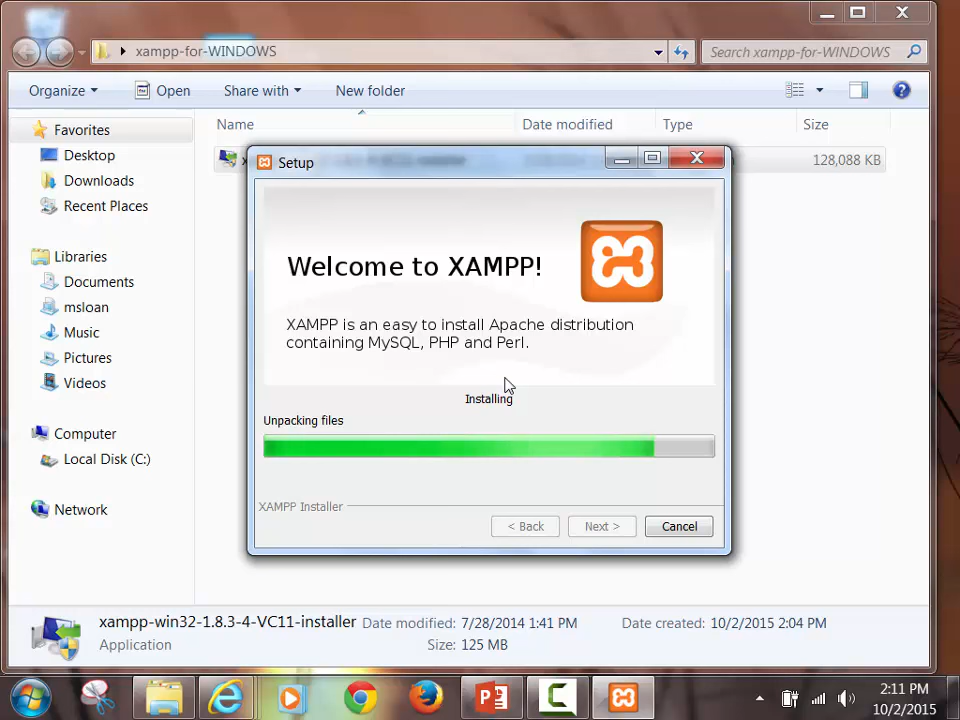 xampp-for-WINDOWS
Search xampp-for-WINDOWS
Organize
Open
Share with
New folder
Name
Date modified
Type
Size
Favorites
Desktop
Downloads
Recent Places
Libraries
Documents
msloan
Music
Pictures
Videos
Computer
Local Disk (C:)
Network
128,088 KB
Setup
Welcome to XAMPP!
XAMPP is an easy to install Apache distribution
containing MySQL, PHP and Perl.
Installing
Unpacking files
XAMPP Installer
< Back
Next >
Cancel
xampp-win32-1.8.3-4-VC11-installer
Date modified: 7/28/2014 1:41 PM
Date created: 10/2/2015 2:04 PM
Application
Size: 125 MB
2:11 PM
10/2/2015